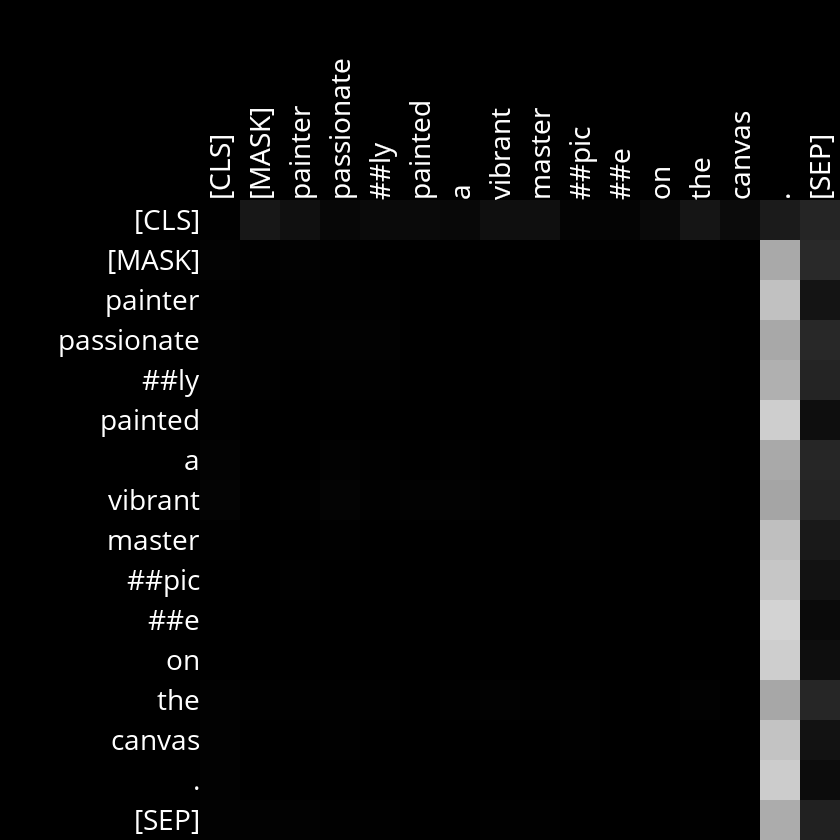 [CLS] [MASK] painter passionate ##ly painted a vibrant master ##pic ##e on the canvas . [SEP]
[CLS]
[MASK]
painter
passionate
##ly
painted
a
vibrant
master
##pic
##e
on
the
canvas
.
[SEP]